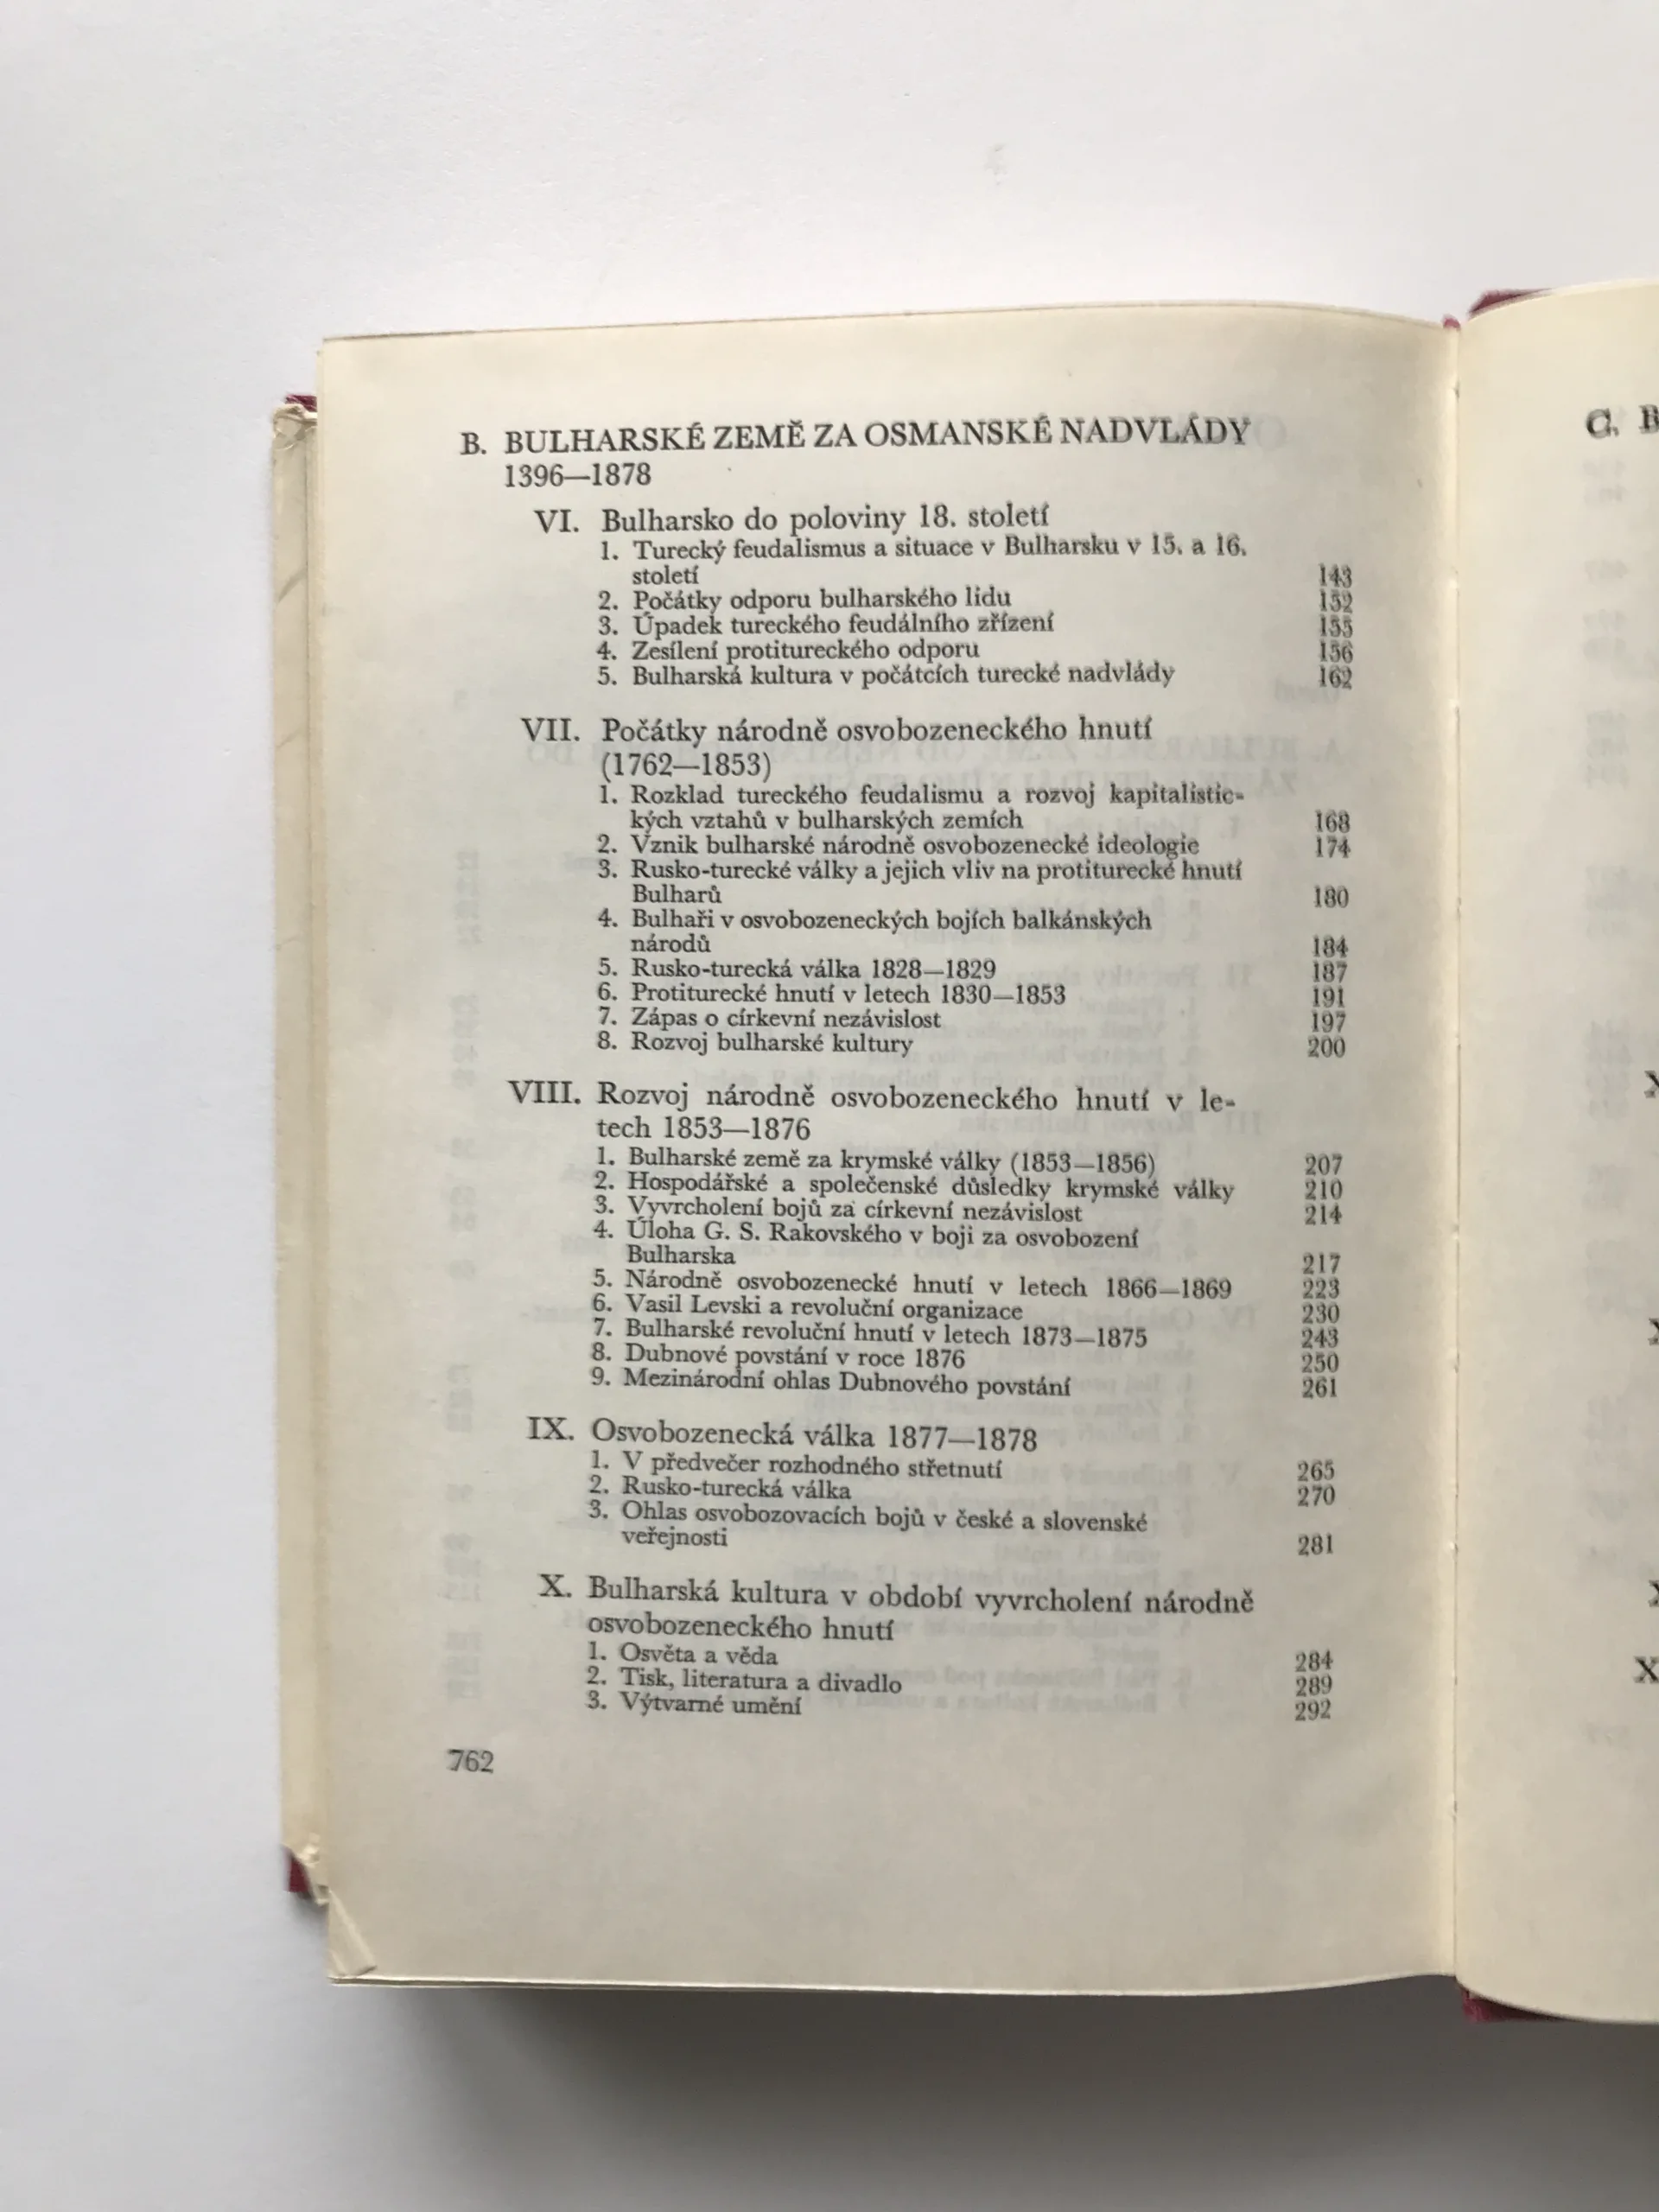 B. BULHARSKÉ ZEMĚ ZA OSMANSKÉ NADVLÁDY
1396—1878
VI. Bulharsko do poloviny 18. století
1. Turecký feudalismus a situace v Bulharsku v 15. a 16.
století 143
2. Počátky odporu bulharského lidu 152
3. Úpadek tureckého feudálního zřízení 155
4. Zesílení protitureckého odporu 156
5. Bulharská kultura v počátcích turecké nadvlády 162
VII. Počátky národně osvobozeneckého hnutí
(1762—1853)
1. Rozklad tureckého feudalismu a rozvoj kapitalistic-
kých vztahů v bulharských zemích 168
2. Vznik bulharské národně osvobozenecké ideologie 174
3. Rusko-turecké války a jejich vliv na protiturecké hnutí
Bulharů 180
4. Bulhaři v osvobozeneckých bojích balkánských
národů 184
5. Rusko-turecká válka 1828—1829 187
6. Protiturecké hnutí v letech 1830—1853 191
7. Zápas o církevní nezávislost 197
8. Rozvoj bulharské kultury 200
VIII. Rozvoj národně osvobozeneckého hnutí v le-
tech 1853—1876
1. Bulharské země za krymské války (1853—1856) 207
2. Hospodářské a společenské důsledky krymské války 210
3. Vyvrcholení bojů za církevní nezávislost 214
4. Úloha G. S. Rakovského v boji za osvobození
Bulharska 217
5. Národně osvobozenecké hnutí v letech 1866—1869 223
6. Vasil Levski a revoluční organizace 230
7. Bulharské revoluční hnutí v letech 1873—1875 243
8. Dubnové povstání v roce 1876 250
9. Mezinárodní ohlas Dubnového povstání 261
IX. Osvobozenecká válka 1877—1878
1. V předvečer rozhodného střetnutí 265
2. Rusko-turecká válka 270
3. Ohlas osvobozovacích bojů v české a slovenské
veřejnosti 281
X. Bulharská kultura v období vyvrcholení národně
osvobozeneckého hnutí
1. Osvěta a věda 284
2. Tisk, literatura a divadlo 289
3. Výtvarné umění 292
762
C. B